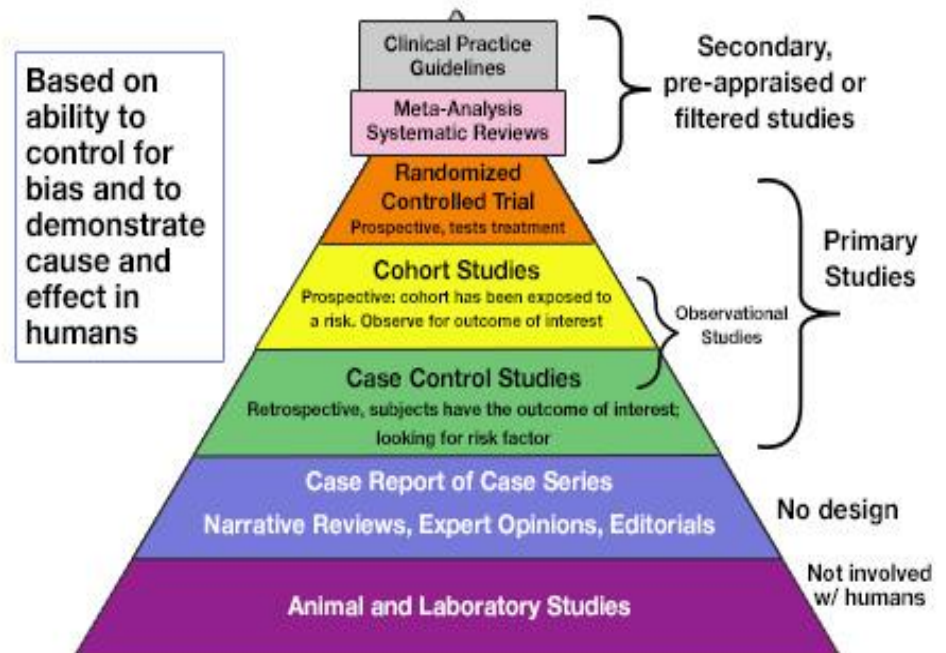 Based on
ability to
control for
bias and to
demonstrate
cause and
effect in
humans
Clinical Practice
Guidelines
Meta-Analysis
Systematic Reviews
Secondary,
pre-appraised or
filtered studies
Randomized
Controlled Trial
Prospective, tests treatment
Cohort Studies
Prospective: cohort has been exposed to
a risk. Observe for outcome of interest
Case Control Studies
Retrospective, subjects have the outcome of interest;
looking for risk factor
Observational
Studies
Primary
Studies
Case Report of Case Series
Narrative Reviews, Expert Opinions, Editorials
No design
Animal and Laboratory Studies
Not involved
w/ humans